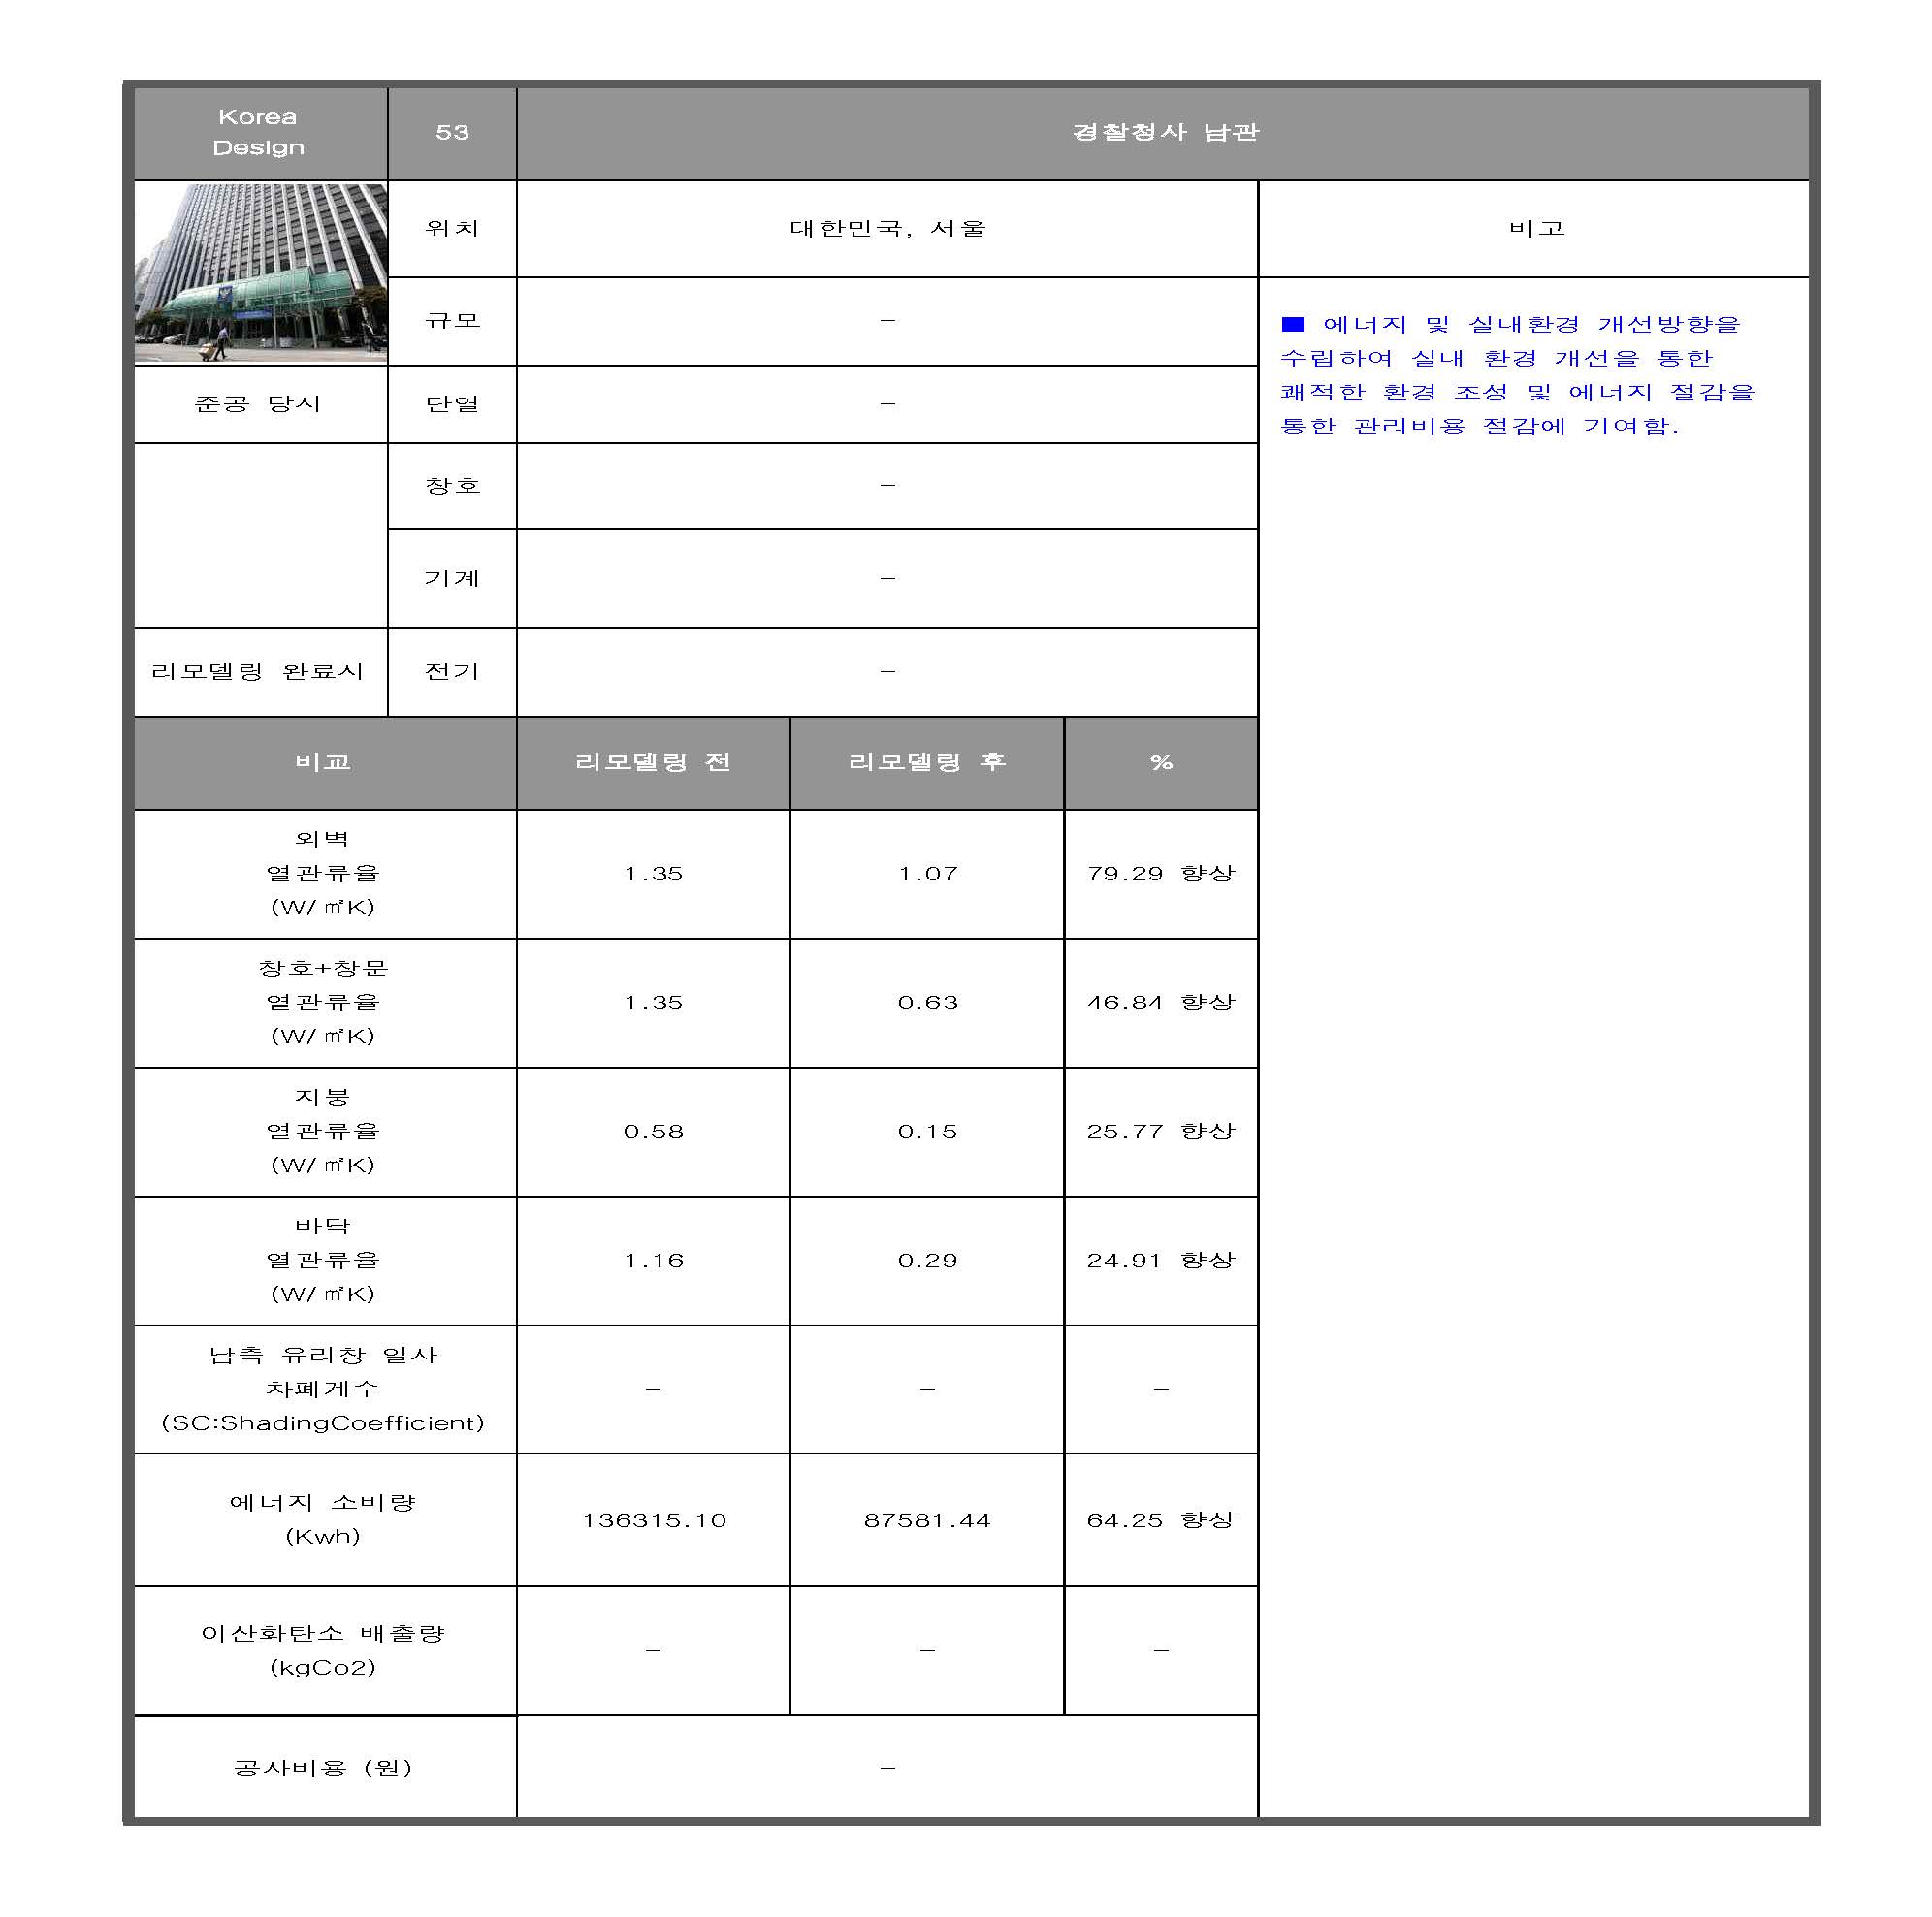 Korea
Design
53
경찰청사 남관
위치
대한민국, 서울
비고
규모
–
■ 에너지 및 실내환경 개선방향을
수립하여 실내 환경 개선을 통한
쾌적한 환경 조성 및 에너지 절감을
통한 관리비용 절감에 기여함.
준공 당시
단열
–
창호
–
기계
–
리모델링 완료시
전기
–
비교
리모델링 전
리모델링 후
%
외벽
열관류율
(W/㎡K)
1.35
1.07
79.29 향상
창호+창문
열관류율
(W/㎡K)
1.35
0.63
46.84 향상
지붕
열관류율
(W/㎡K)
0.58
0.15
25.77 향상
바닥
열관류율
(W/㎡K)
1.16
0.29
24.91 향상
남측 유리창 일사
차폐계수
(SC:ShadingCoefficient)
–
–
–
에너지 소비량
(Kwh)
136315.10
87581.44
64.25 향상
이산화탄소 배출량
(kgCo2)
–
–
–
공사비용 (원)
–